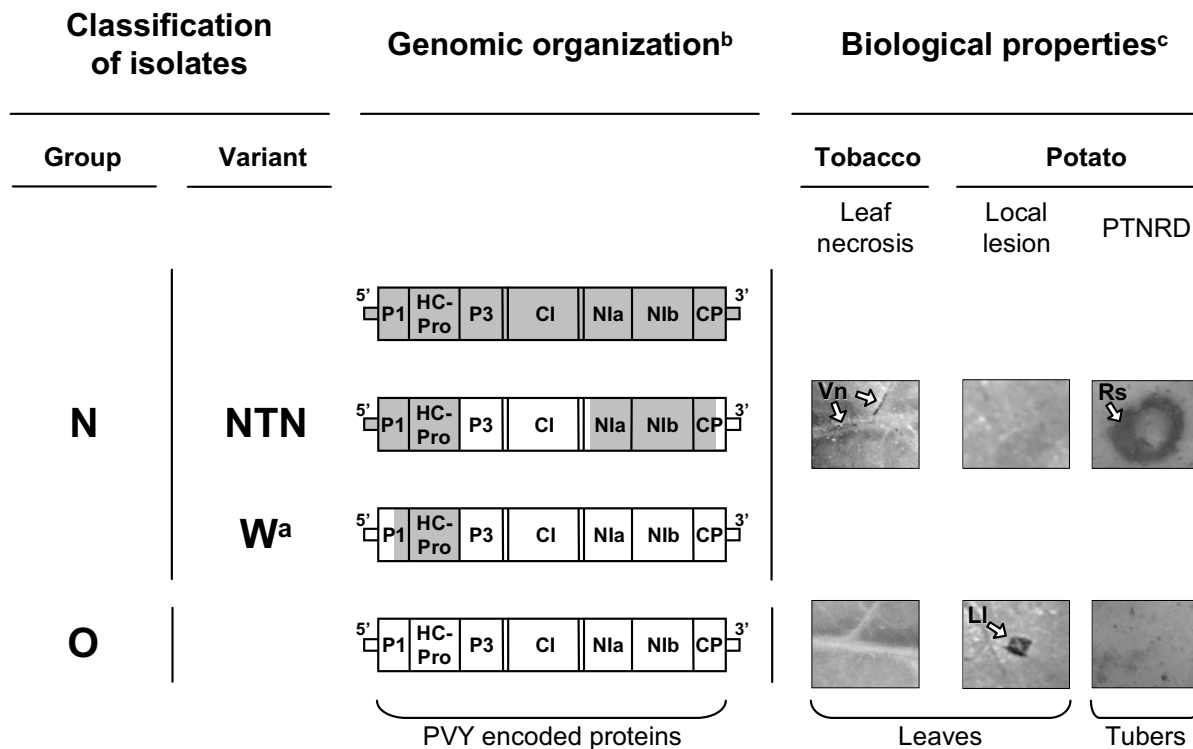 Classification
of isolates
Genomic organizationb
Biological propertiesc
Group
Variant
Tobacco
Potato
Leaf
necrosis
Local
lesion
PTNRD
5’ P1 HC-Pro P3 CI NIa NIb CP 3’
N
NTN
5’ P1 HC-Pro P3 CI NIa NIb CP 3’
Vn
Rs
Wa
5’ P1 HC-Pro P3 CI NIa NIb CP 3’
O
5’ P1 HC-Pro P3 CI NIa NIb CP 3’
Ll
PVY encoded proteins
Leaves
Tubers